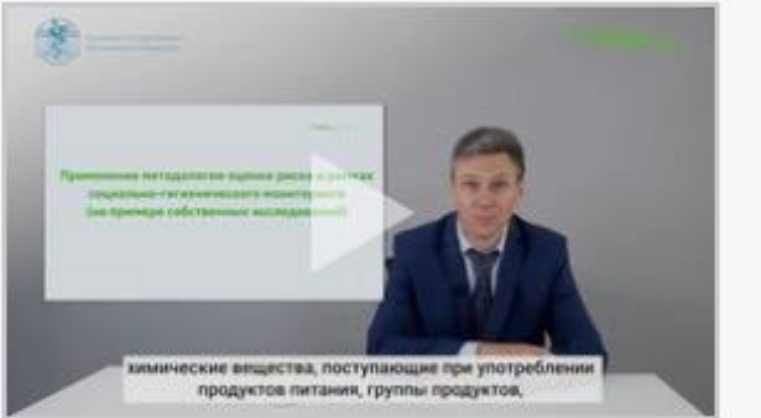 Применение методологии оценки риска в рамках
социально-гигиенического мониторинга
(на примере собственных исследований)
химические вещества, поступающие при употреблении
продуктов питания, группы продуктов,